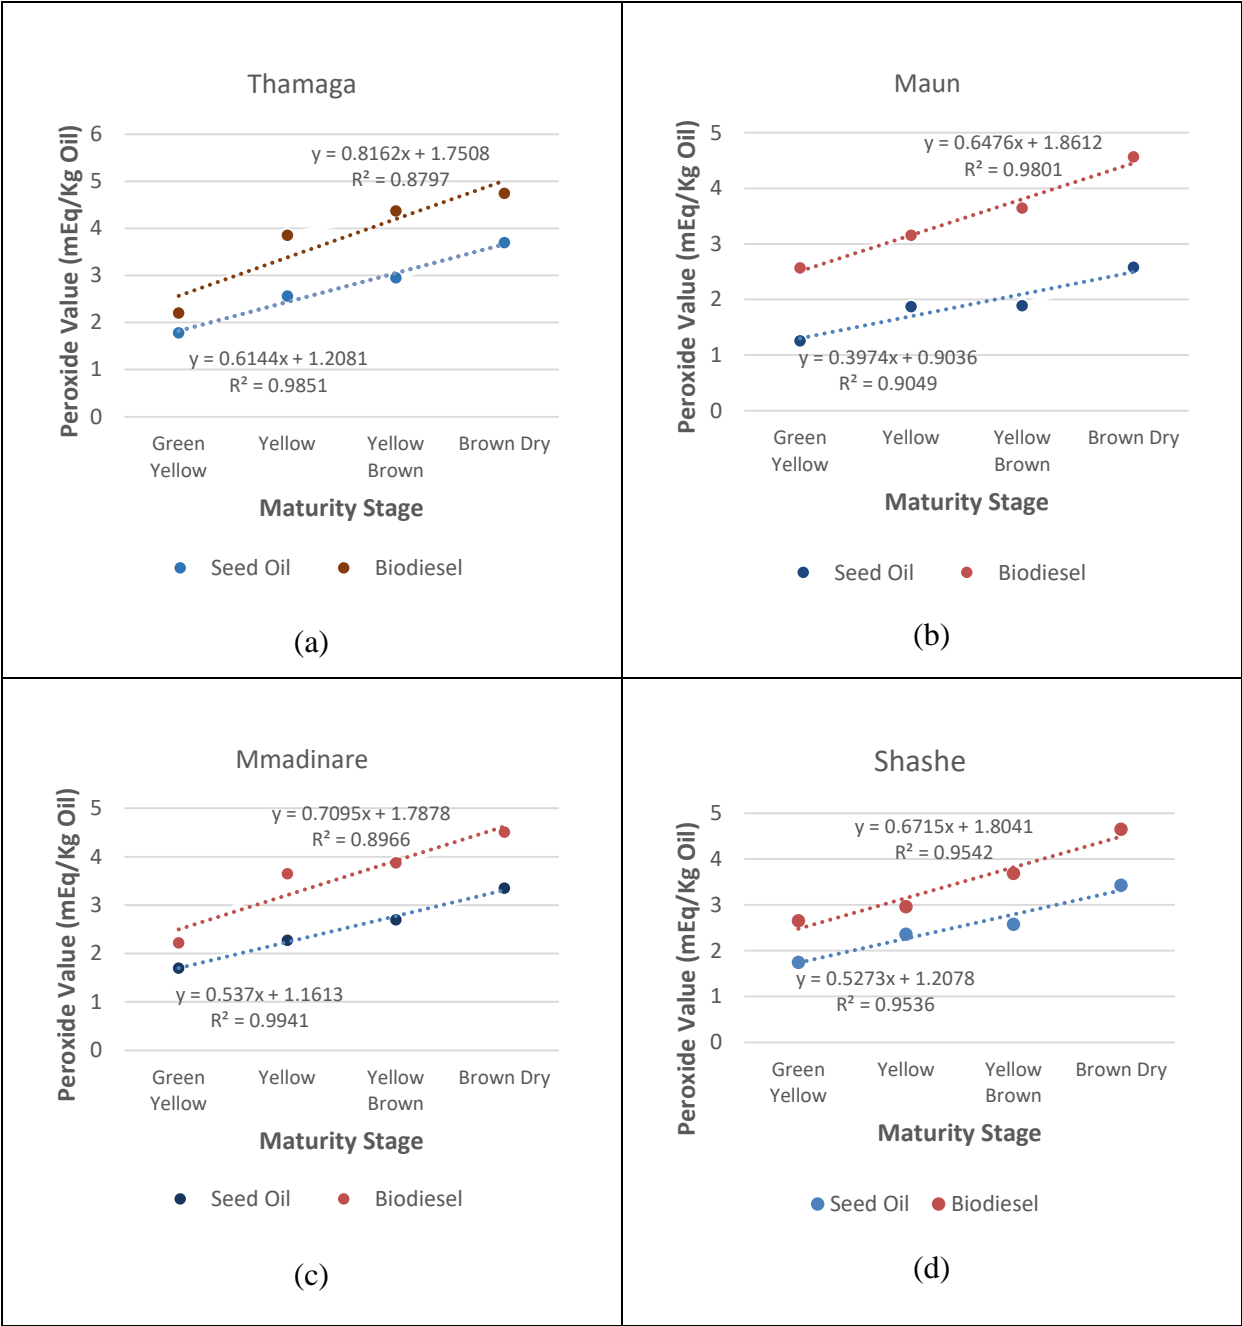 Thamaga
Peroxide Value (mEq/Kg Oil)
6
5
4
3
2
1
0
y = 0.8162x + 1.7508
R² = 0.8797
y = 0.6144x + 1.2081
R² = 0.9851
Green Yellow Yellow Brown Dry
Yellow Brown
Maturity Stage
Seed Oil Biodiesel
(a)
Maun
Peroxide Value (mEq/Kg Oil)
5
4
3
2
1
0
y = 0.6476x + 1.8612
R² = 0.9801
y = 0.3974x + 0.9036
R² = 0.9049
Green Yellow Yellow Brown Dry
Yellow Brown
Maturity Stage
Seed Oil Biodiesel
(b)
Mmadinare
Peroxide Value (mEq/Kg Oil)
5
4
3
2
1
0
y = 0.7095x + 1.7878
R² = 0.8966
y = 0.537x + 1.1613
R² = 0.9941
Green Yellow Yellow Brown Dry
Yellow Brown
Maturity Stage
Seed Oil Biodiesel
(c)
Shashe
Peroxide Value (mEq/Kg Oil)
5
4
3
2
1
0
y = 0.6715x + 1.8041
R² = 0.9542
y = 0.5273x + 1.2078
R² = 0.9536
Green Yellow Yellow Brown Dry
Yellow Brown
Maturity Stage
Seed Oil Biodiesel
(d)